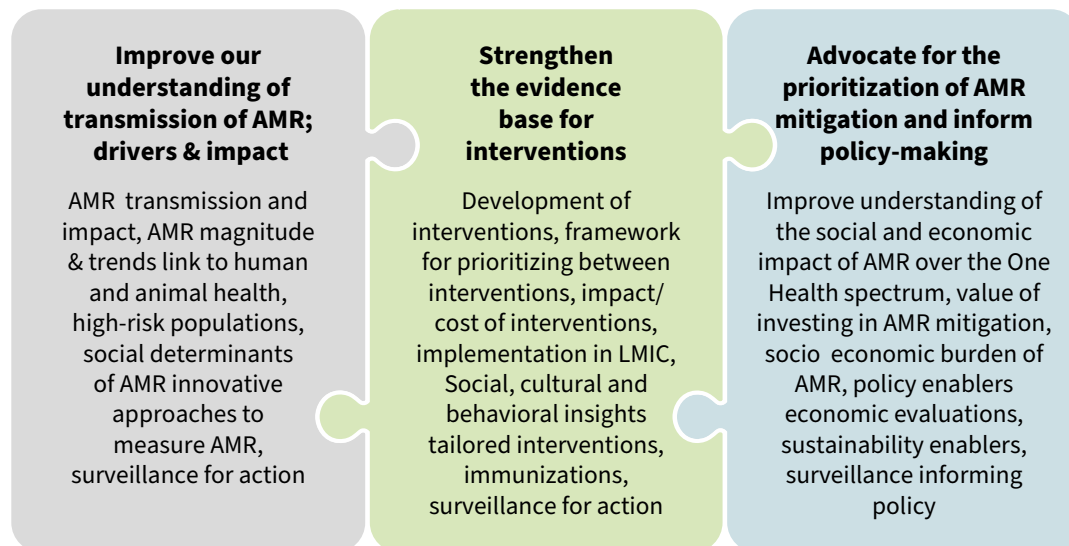 Improve our
understanding of
transmission of AMR;
drivers & impact
AMR transmission and
impact, AMR magnitude
& trends link to human
and animal health,
high-risk populations,
social determinants
of AMR innovative
approaches to
measure AMR,
surveillance for action
Strengthen
the evidence
base for
interventions
Development of
interventions, framework
for prioritizing between
interventions, impact/
cost of interventions,
implementation in LMIC,
Social, cultural and
behavioral insights
tailored interventions,
immunizations,
surveillance for action
Advocate for the
prioritization of AMR
mitigation and inform
policy-making
Improve understanding of
the social and economic
impact of AMR over the One
Health spectrum, value of
investing in AMR mitigation,
socio economic burden of
AMR, policy enablers
economic evaluations,
sustainability enablers,
surveillance informing
policy